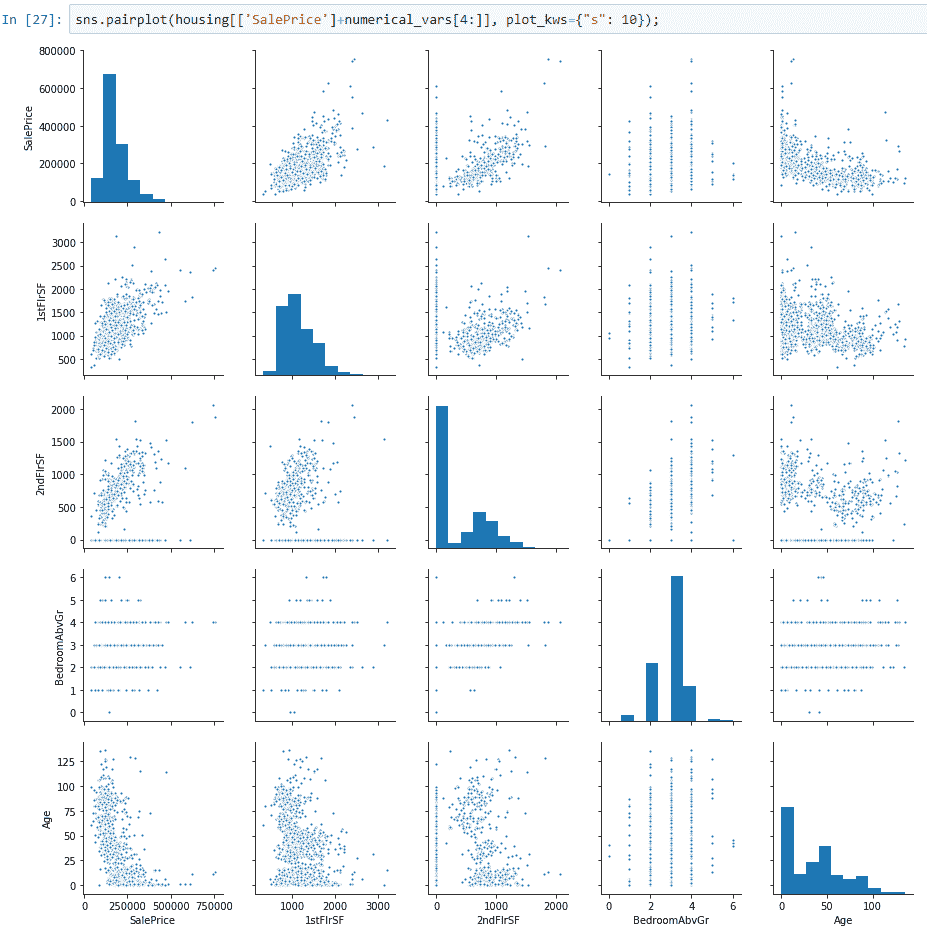 In [27]: sns.pairplot(housing[['SalePrice']+numerical_vars[4:]], plot_kws={"s": 10});
800000
600000
400000
200000
0
SalePrice
3000
2500
2000
1500
1000
500
1stFlrSF
2000
1500
1000
500
0
2ndFlrSF
6
5
4
3
2
1
0
BedroomAbvGr
125
100
75
50
25
0
Age
0 250000 500000 750000
SalePrice
1000 2000 3000
1stFlrSF
0 1000 2000
2ndFlrSF
0 2 4 6
BedroomAbvGr
0 50 100
Age